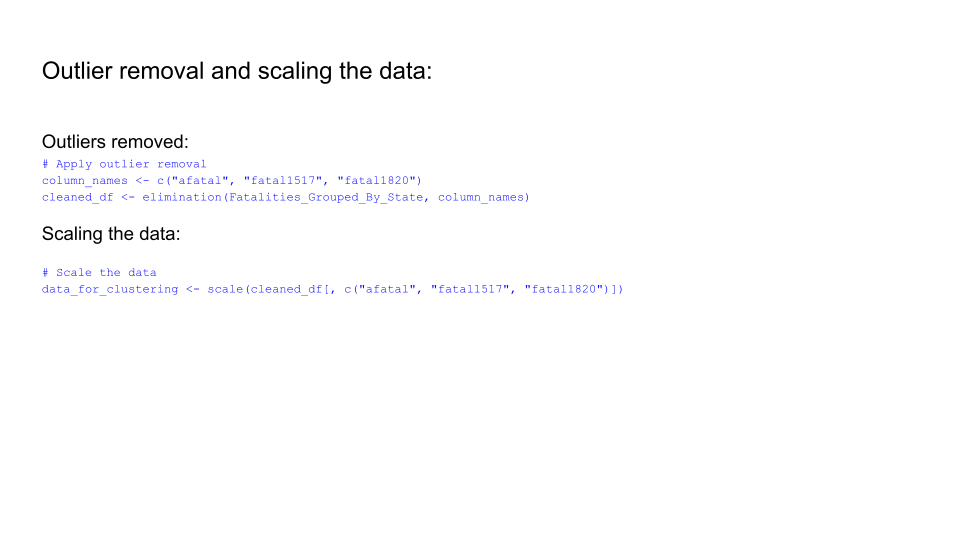 Outlier removal and scaling the data:
Outliers removed:
# Apply outlier removal
column_names <- c("afatal", "fatal1517", "fatal1820")
cleaned_df <- elimination(Fatalities_Grouped_By_State, column_names)
Scaling the data:
# Scale the data
data_for_clustering <- scale(cleaned_df[, c("afatal", "fatal1517", "fatal1820")])